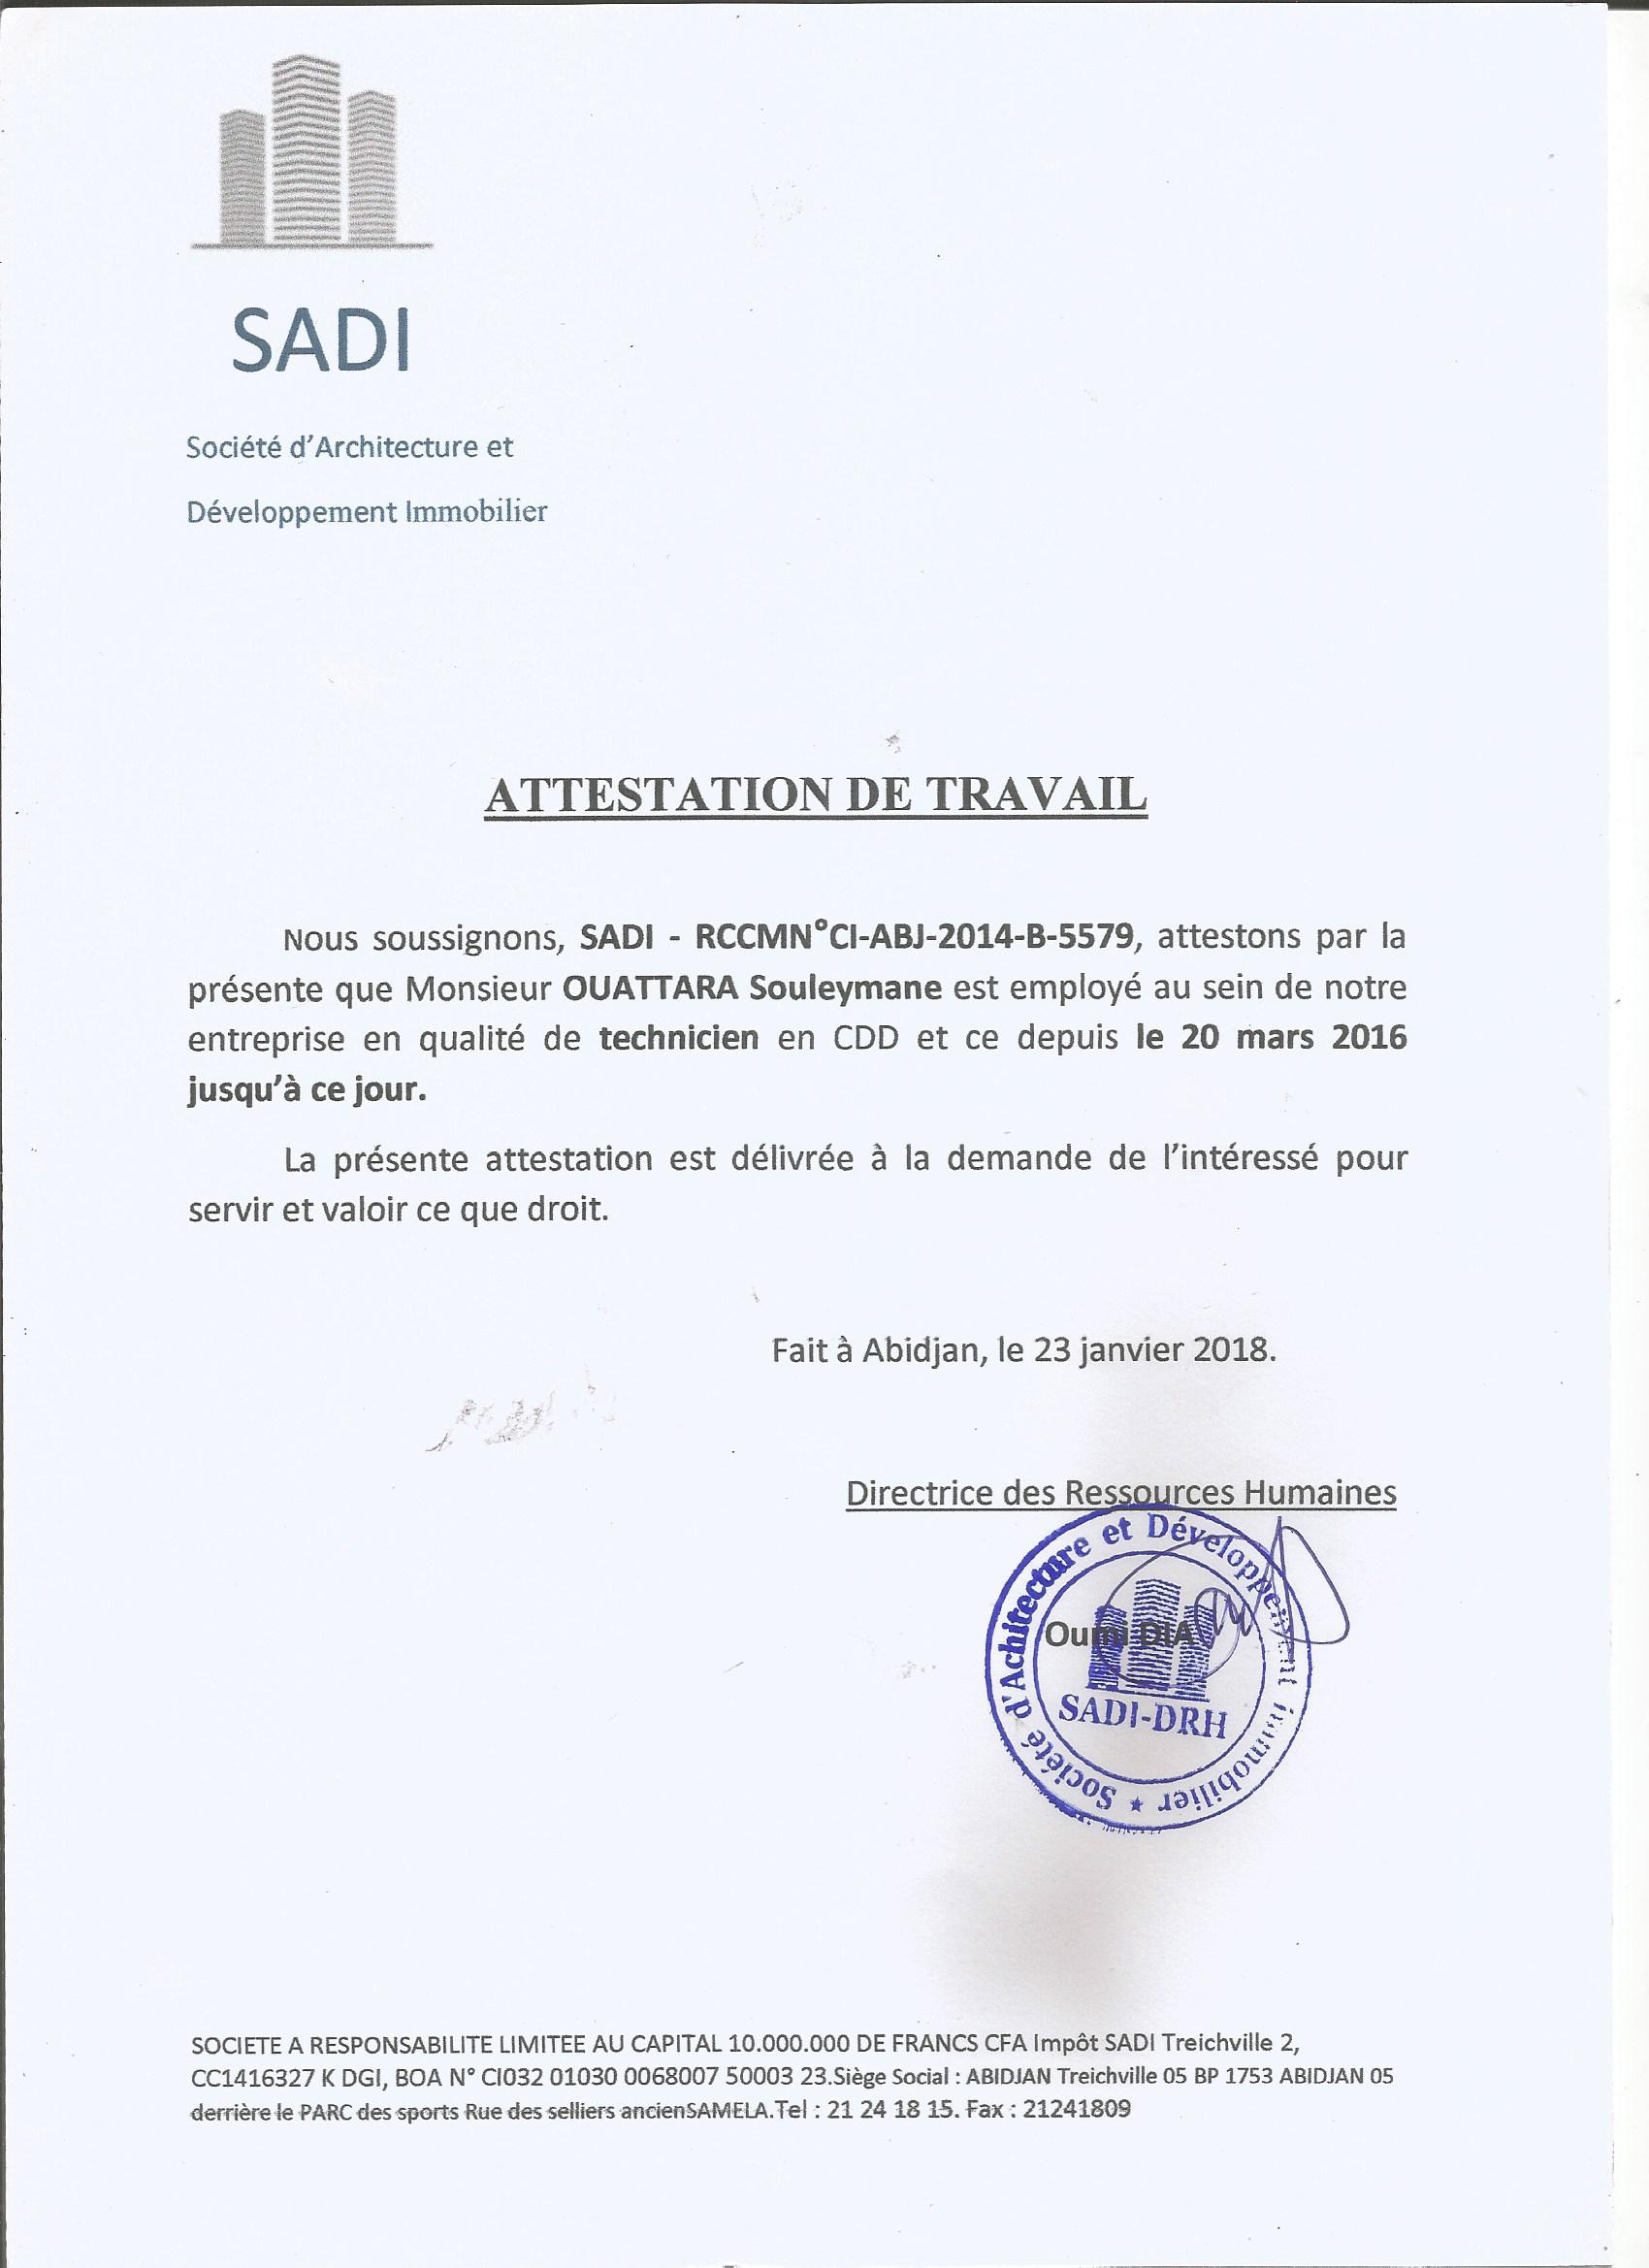 SADI
Société d'Architecture et
Développement Immobilier
ATTESTATION DE TRAVAIL
Nous soussignons, SADI - RCCMN°CI-ABJ-2014-B-5579, attestons par la
présente que Monsieur OUATTARA Souleymane est employé au sein de notre
entreprise en qualité de technicien en CDD et ce depuis le 20 mars 2016
jusqu'à ce jour.
La présente attestation est délivrée à la demande de l'intéressé pour
servir et valoir ce que droit.
Fait à Abidjan, le 23 janvier 2018.
Directrice des Ressources Humaines
Société d'Achitecture et Développement immobilier ★
Oumi DIA
SADI-DRH
SOCIETE A RESPONSABILITE LIMITEE AU CAPITAL 10.000.000 DE FRANCS CFA Impôt SADI Treichville 2,
CC1416327 K DGI, BOA N° CI032 01030 0068007 50003 23.Siège Social : ABIDJAN Treichville 05 BP 1753 ABIDJAN 05
derrière le PARC des sports Rue des selliers ancienSAMELA.Tel : 21 24 18 15. Fax : 21241809